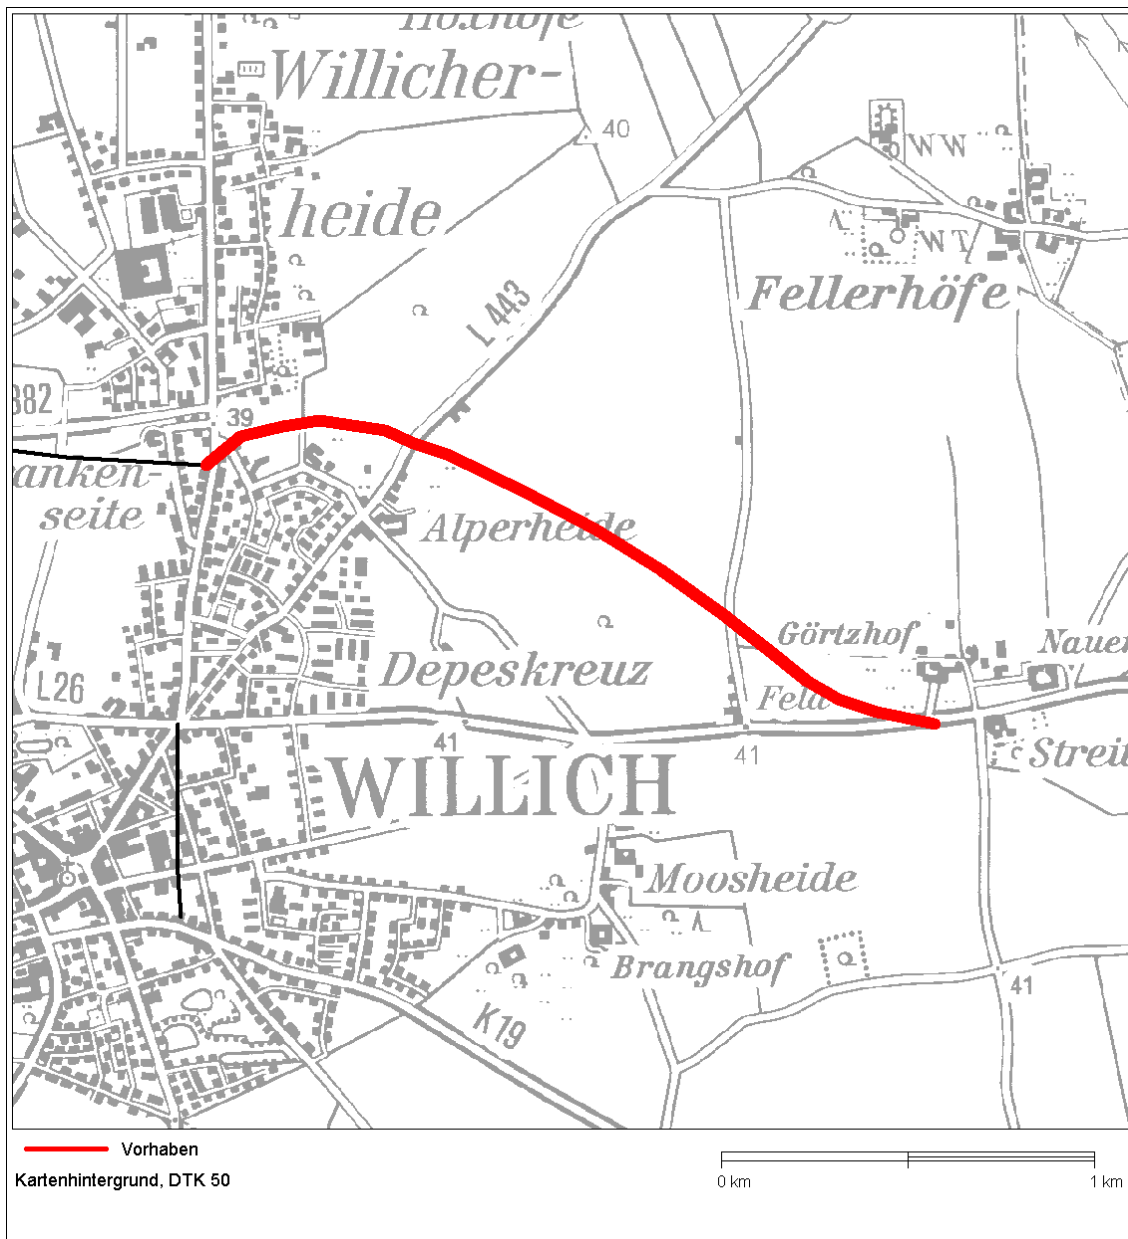 Willicher-
40
WW
heide
WT
Fellerhöfe
L 443
382
39
anken-
seite
Alperheide
Görtzhof
Nauen
Depeskreuz
L26
Feld
41
41
WILLICH
Streit
Moosheide
Brangshof
41
K19
Vorhaben
Kartenhintergrund, DTK 50
0 km
1 km